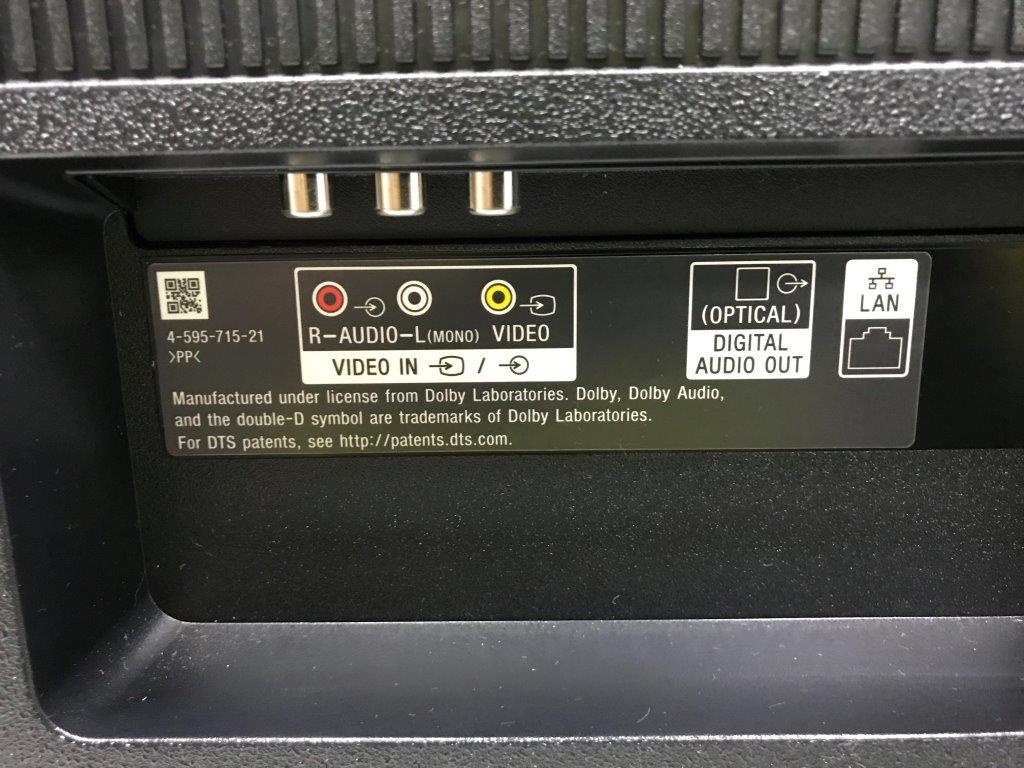 4-595-715-21
>PP<
R-AUDIO-L(MONO) VIDEO
VIDEO IN /
(OPTICAL)
DIGITAL
AUDIO OUT
LAN
Manufactured under license from Dolby Laboratories. Dolby, Dolby Audio,
and the double-D symbol are trademarks of Dolby Laboratories.
For DTS patents, see http://patents.dts.com.